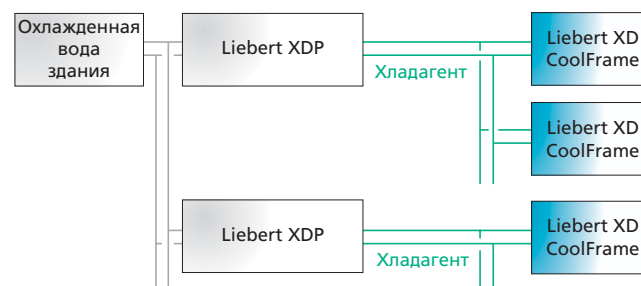 Охлажденная
вода
здания
Liebert XDP
Хладагент
Liebert XD
CoolFrame
Liebert XD
CoolFrame
Liebert XDP
Хладагент
Liebert XD
CoolFrame